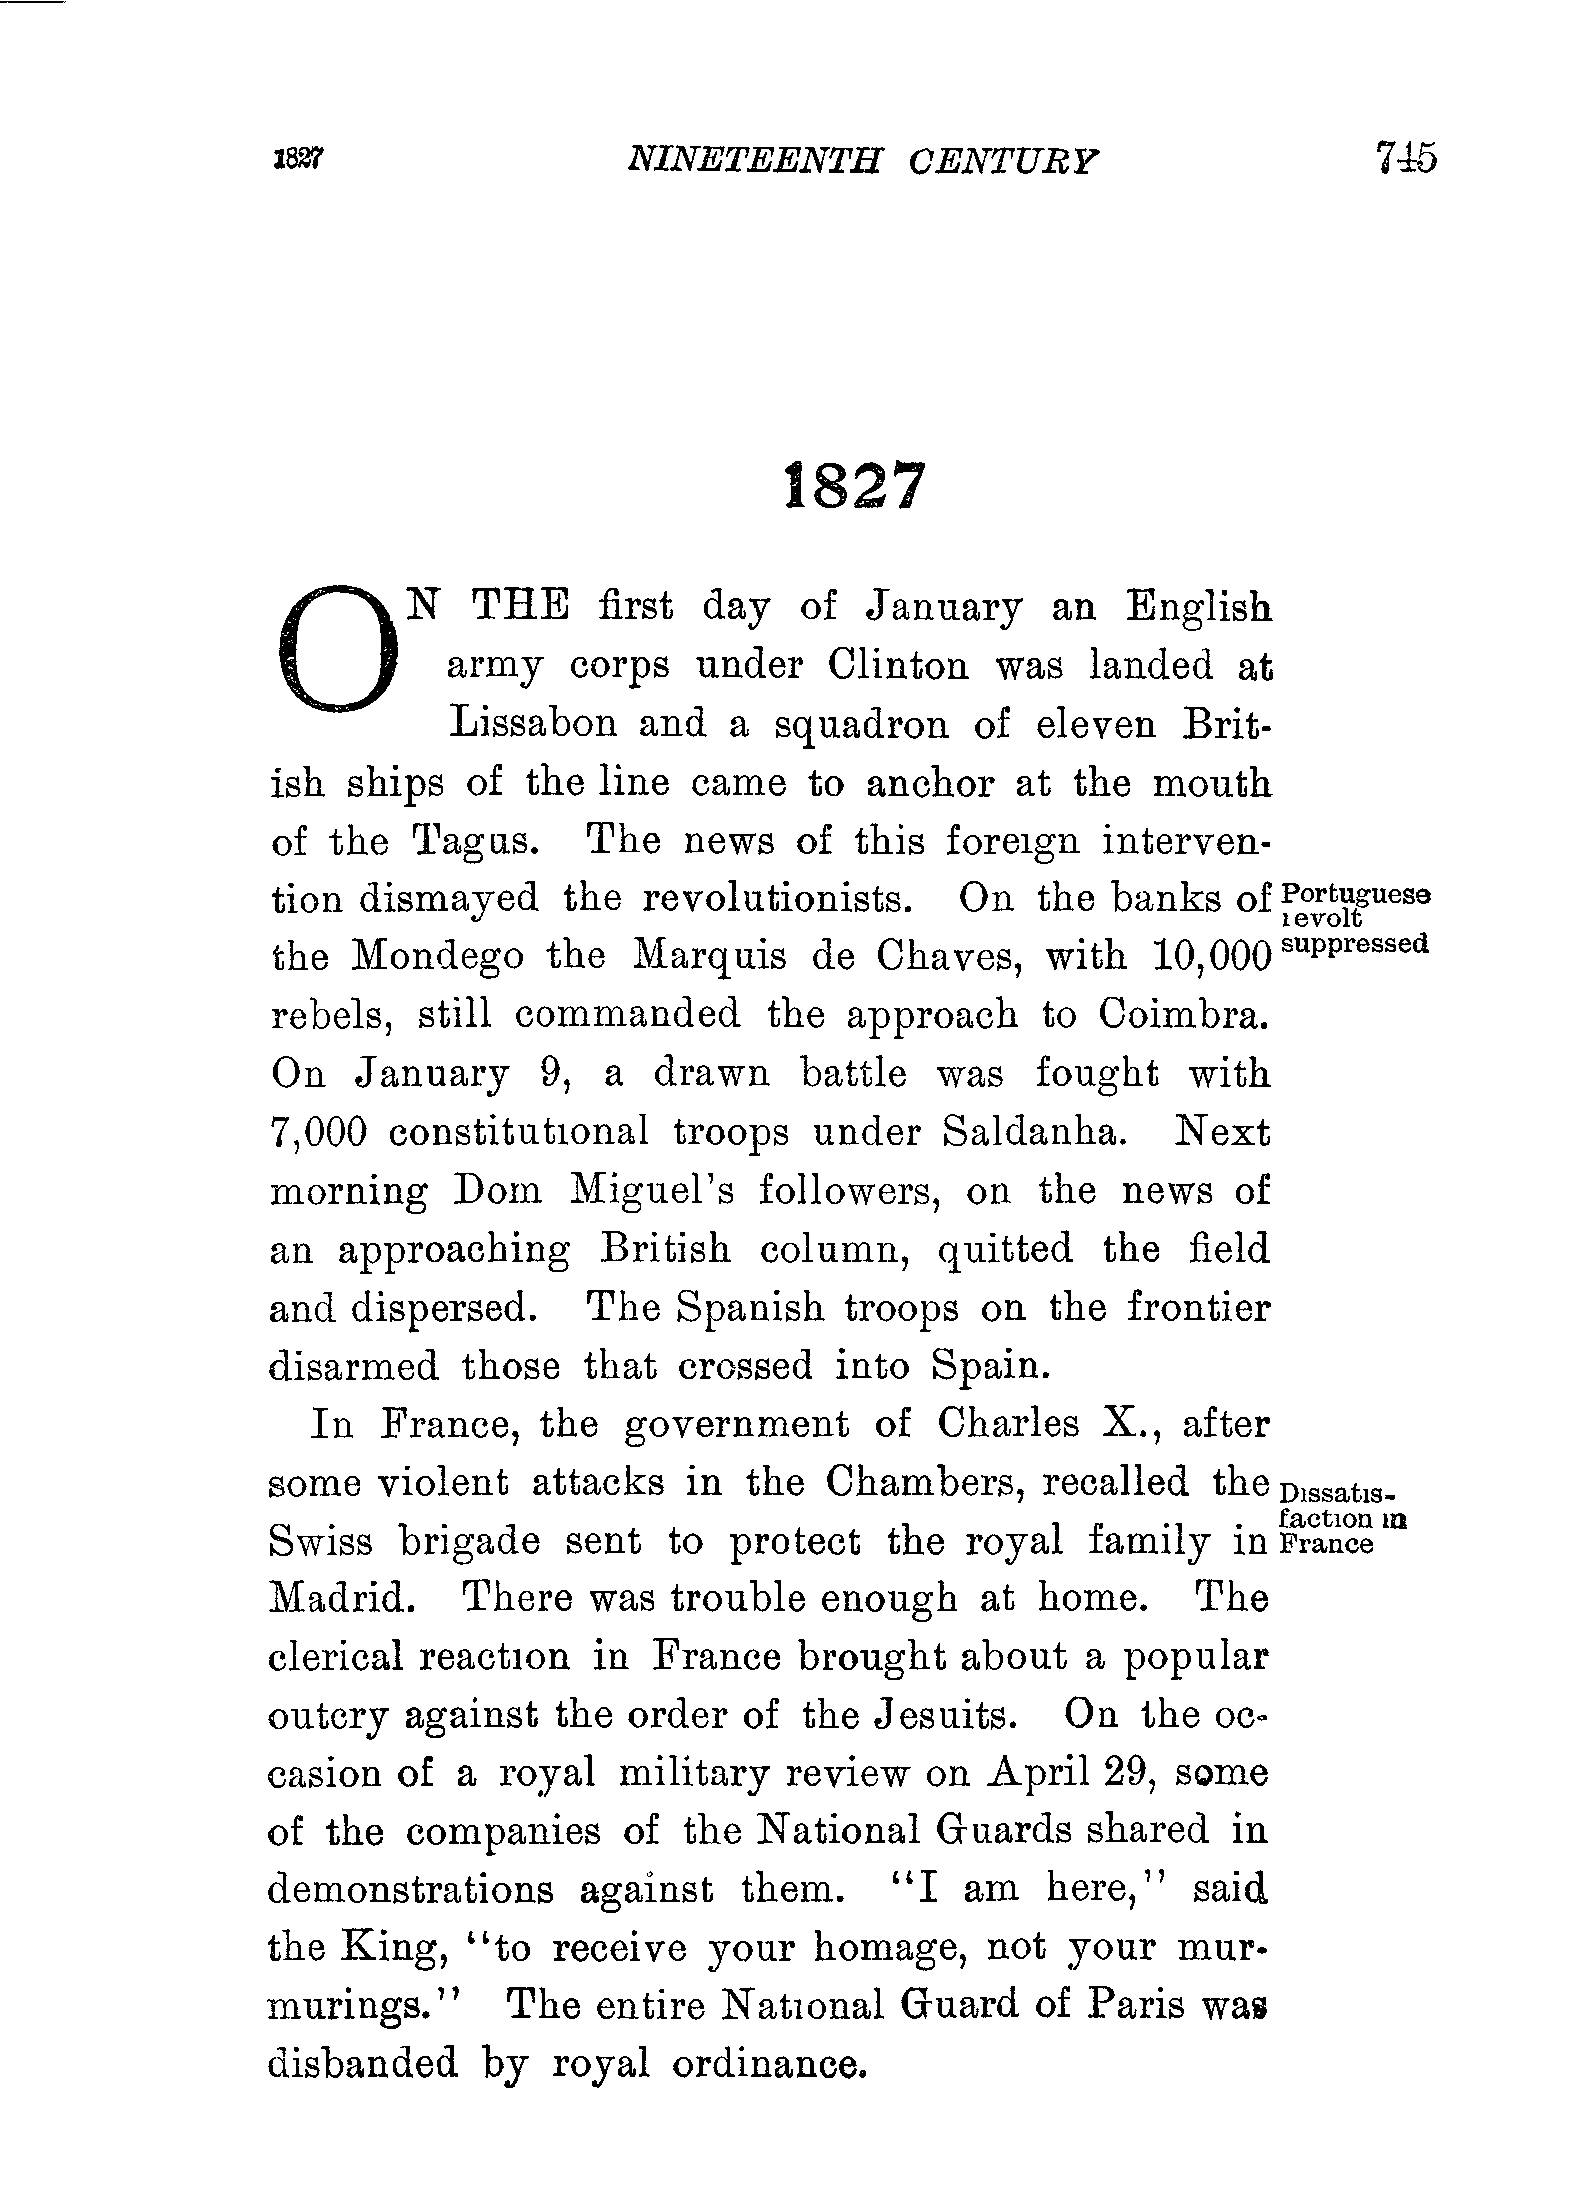 1827 NINETEENTH CENTURY 745
1827
ON THE first day of January an English
army corps under Clinton was landed at
Lissabon and a squadron of eleven Brit-
ish ships of the line came to anchor at the mouth
of the Tagus. The news of this foreign interven-
tion dismayed the revolutionists. On the banks of
the Mondego the Marquis de Chaves, with 10,000
rebels, still commanded the approach to Coimbra.
On January 9, a drawn battle was fought with
7,000 constitutional troops under Saldanha. Next
morning Dom Miguel's followers, on the news of
an approaching British column, quitted the field
and dispersed. The Spanish troops on the frontier
disarmed those that crossed into Spain.
Portuguese
revolt
suppressed
In France, the government of Charles X., after
some violent attacks in the Chambers, recalled the
Swiss brigade sent to protect the royal family in
Madrid. There was trouble enough at home. The
clerical reaction in France brought about a popular
outcry against the order of the Jesuits. On the oc-
casion of a royal military review on April 29, some
of the companies of the National Guards shared in
demonstrations against them. "I am here," said
the King, "to receive your homage, not your mur-
murings." The entire National Guard of Paris was
disbanded by royal ordinance.
Dissatis-
faction in
France